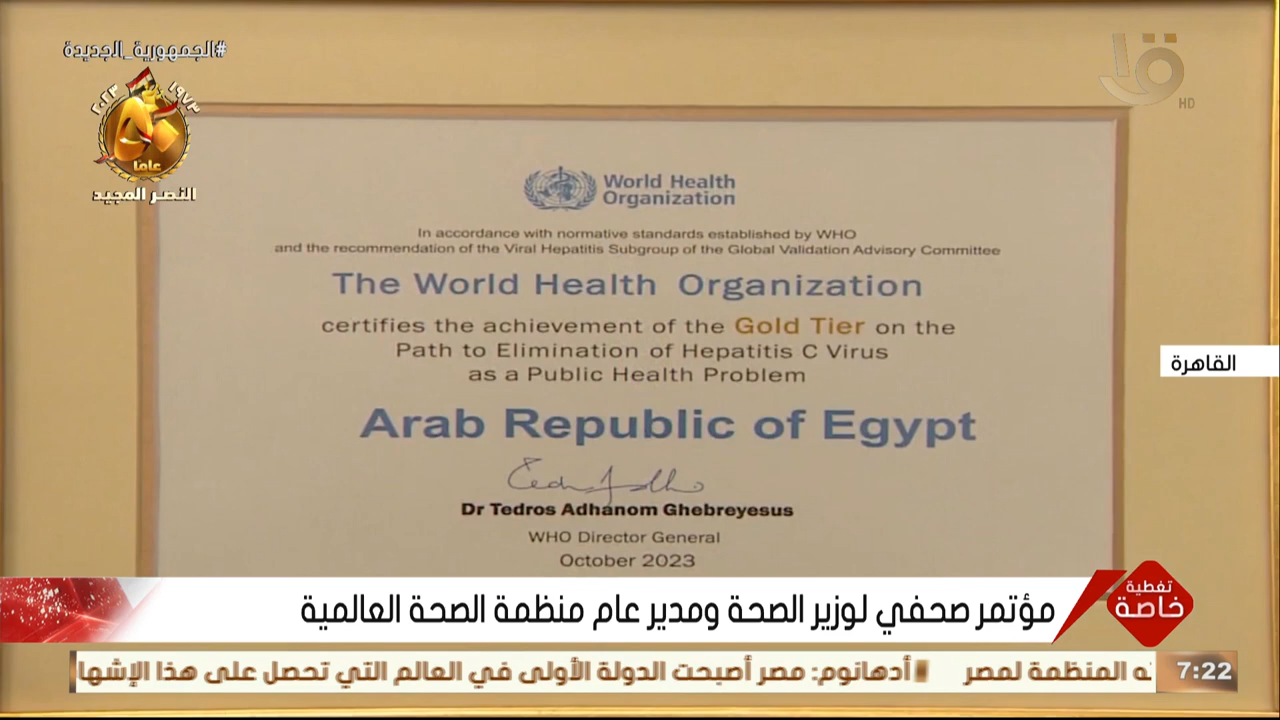 #الجمهورية_الجديدة
١٩٧٣
٢٠٢٣
٥٠
عاماً
النصر المجيد
HD
World Health
Organization
In accordance with normative standards established by WHO
and the recommendation of the Viral Hepatitis Subgroup of the Global Validation Advisory Committee
The World Health Organization
certifies the achievement of the Gold Tier on the
Path to Elimination of Hepatitis C Virus
as a Public Health Problem
Arab Republic of Egypt
Dr Tedros Adhanom Ghebreyesus
WHO Director General
October 2023
القاهرة
تغطية
خاصة
مؤتمر صحفي لوزير الصحة ومدير عام منظمة الصحة العالمية
7:22
المنظمة لمصر
أدهانوم: مصر أصبحت الدولة الأولى في العالم التي تحصل على هذا